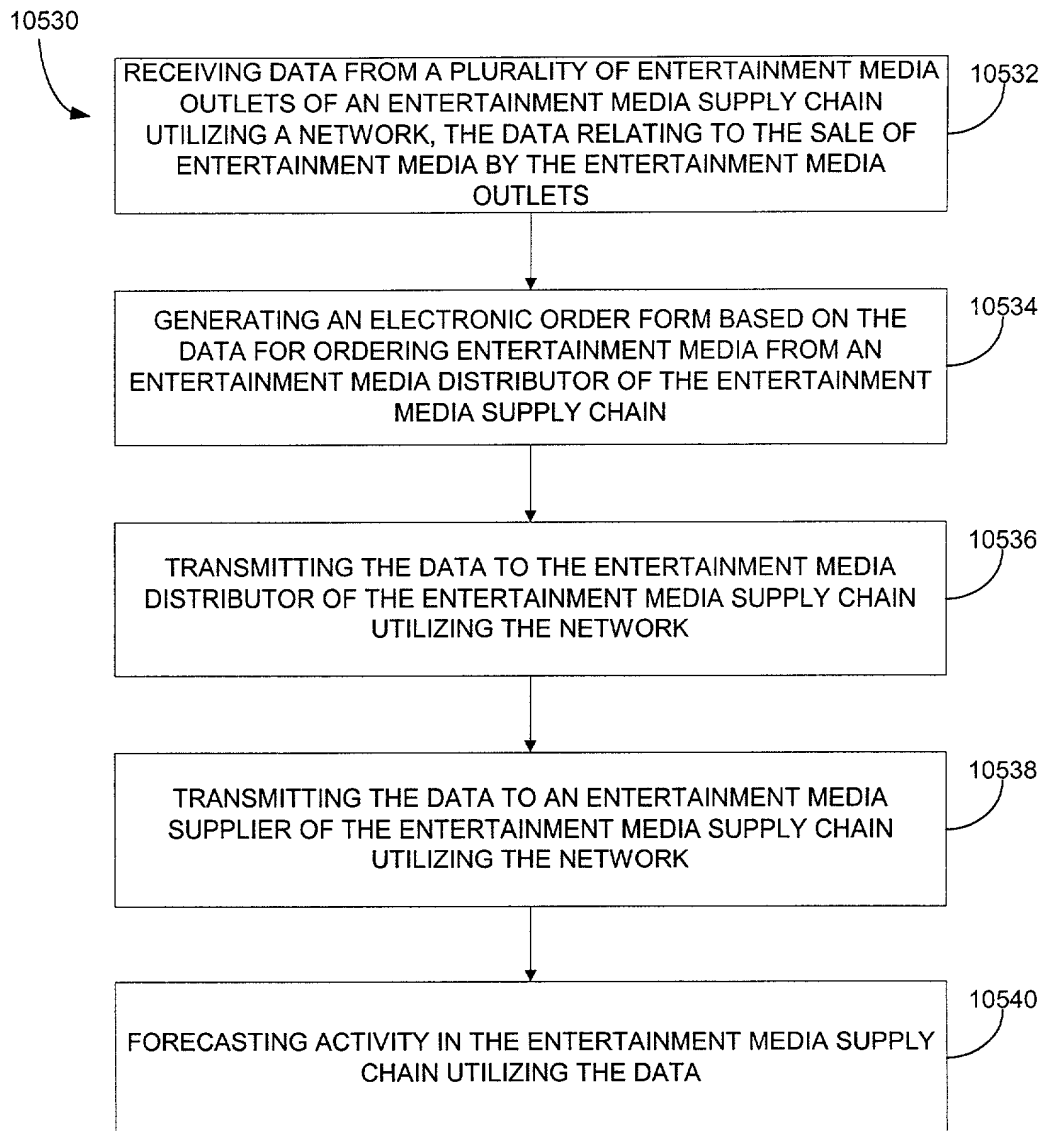 10530
RECEIVING DATA FROM A PLURALITY OF ENTERTAINMENT MEDIA
OUTLETS OF AN ENTERTAINMENT MEDIA SUPPLY CHAIN
UTILIZING A NETWORK, THE DATA RELATING TO THE SALE OF
ENTERTAINMENT MEDIA BY THE ENTERTAINMENT MEDIA
OUTLETS
10532
GENERATING AN ELECTRONIC ORDER FORM BASED ON THE
DATA FOR ORDERING ENTERTAINMENT MEDIA FROM AN
ENTERTAINMENT MEDIA DISTRIBUTOR OF THE ENTERTAINMENT
MEDIA SUPPLY CHAIN
10534
TRANSMITTING THE DATA TO THE ENTERTAINMENT MEDIA
DISTRIBUTOR OF THE ENTERTAINMENT MEDIA SUPPLY CHAIN
UTILIZING THE NETWORK
10536
TRANSMITTING THE DATA TO AN ENTERTAINMENT MEDIA
SUPPLIER OF THE ENTERTAINMENT MEDIA SUPPLY CHAIN
UTILIZING THE NETWORK
10538
FORECASTING ACTIVITY IN THE ENTERTAINMENT MEDIA SUPPLY
CHAIN UTILIZING THE DATA
10540